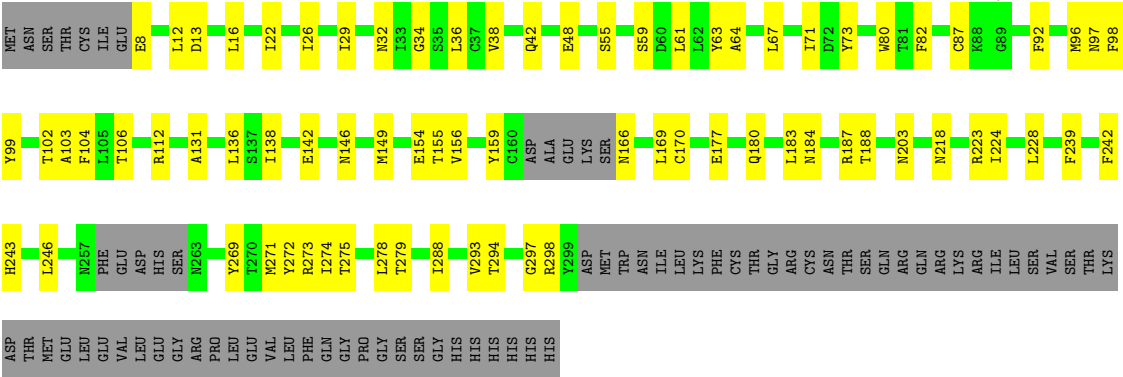 MET ASN SER THR CYS ILE GLU E8 L12 D13 L16 I22 I26 I29 N32 I33 G34 S35 L36 C37 V38 Q42 E48 S55 S59 D60 L61 L62 Y63 A64 L67 I71 D72 Y73 W80 T81 F82 C87 K88 G89 F92 M96 N97 F98
Y99 T102 A103 F104 L105 T106 R112 A131 L136 S137 I138 E142 N146 M149 E154 T155 V156 Y159 C160 ASP ALA GLU LYS SER N166 L169 C170 E177 Q180 L183 N184 R187 T188 N203 N218 R223 I224 L228 F239 F242
H243 L246 N257 PHE GLU ASP HIS SER N263 Y269 T270 M271 Y272 R273 I274 T275 L278 T279 I288 V293 T294 G297 R298 Y299 ASP MET TRP ASN ILE LEU LYS PHE CYS THR GLY ARG CYS ASN THR SER GLN ARG GLN ARG LYS ARG ILE LEU SER VAL SER THR LYS
ASP THR MET GLU LEU GLU VAL LEU GLU GLY ARG PRO LEU GLU VAL LEU PHE GLN GLY PRO GLY SER SER GLY HIS HIS HIS HIS HIS HIS